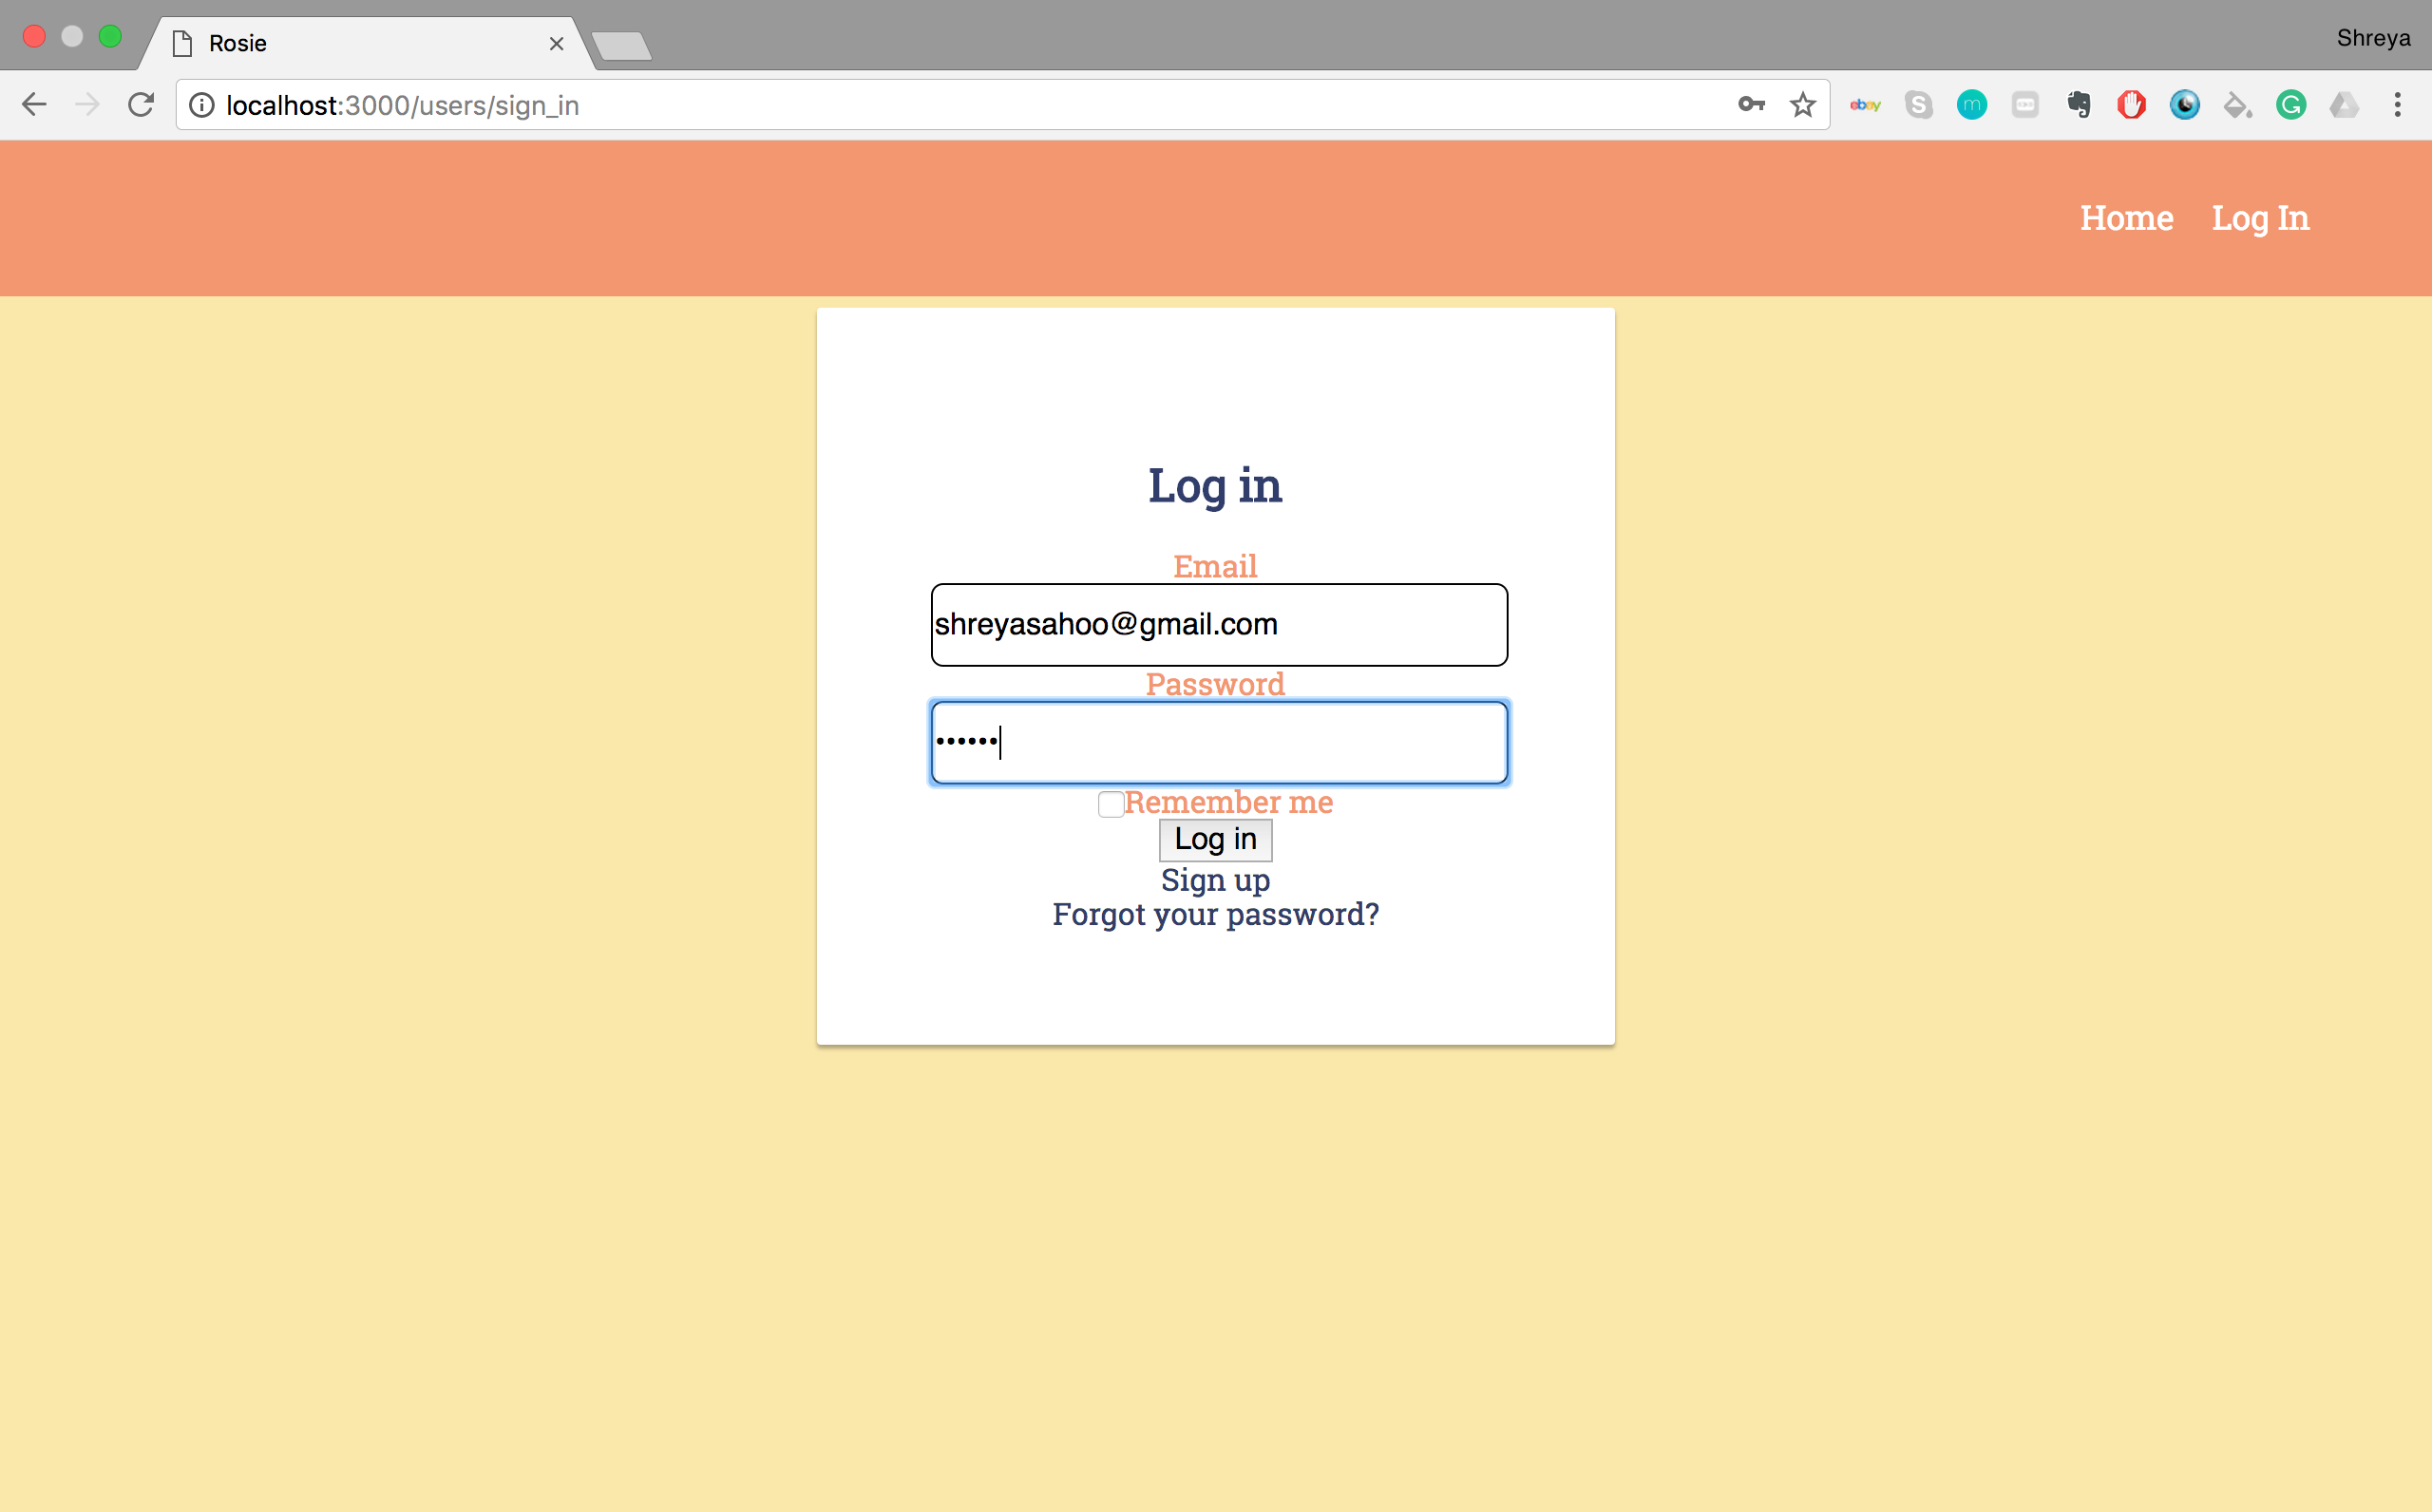 Rosie
Shreya
localhost:3000/users/sign_in
ebay
S
m
G
Home Log In
Log in
Email
shreyasahoo@gmail.com
Password
••••••
Remember me
Log in
Sign up
Forgot your password?